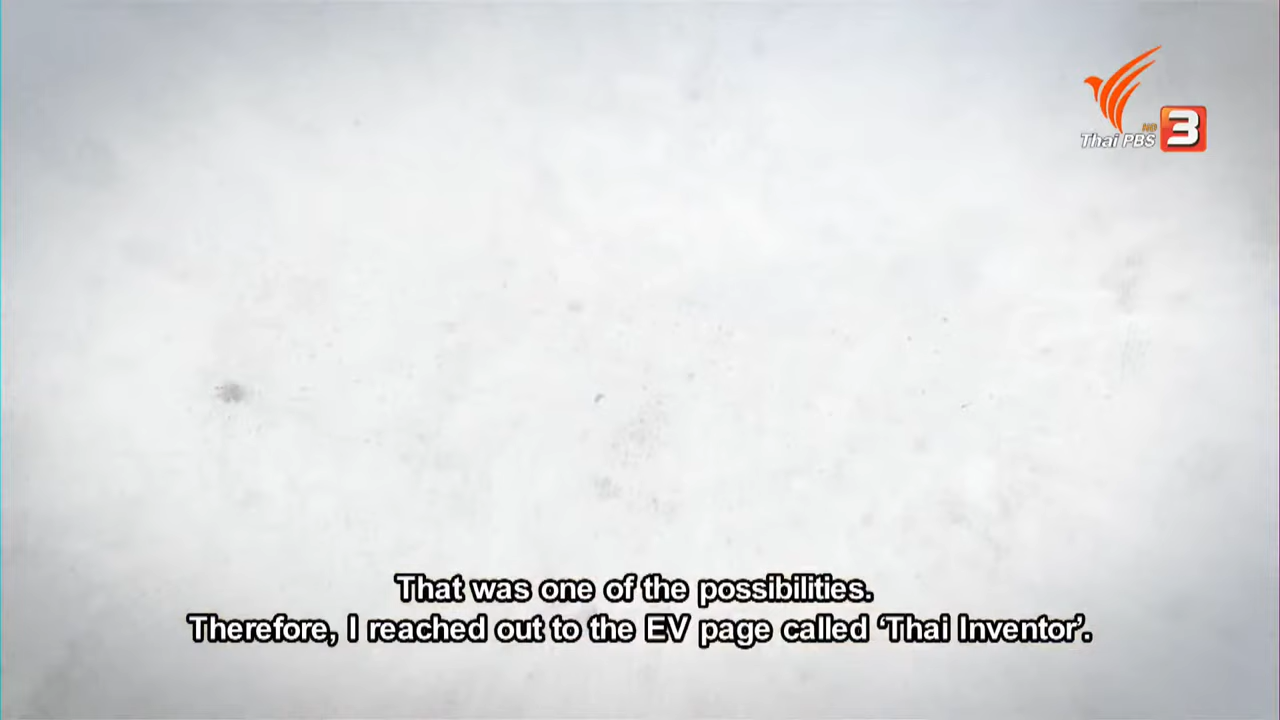 Thai PBS
3
That was one of the possibilities.
Therefore, I reached out to the EV page called ‘Thai Inventor’.